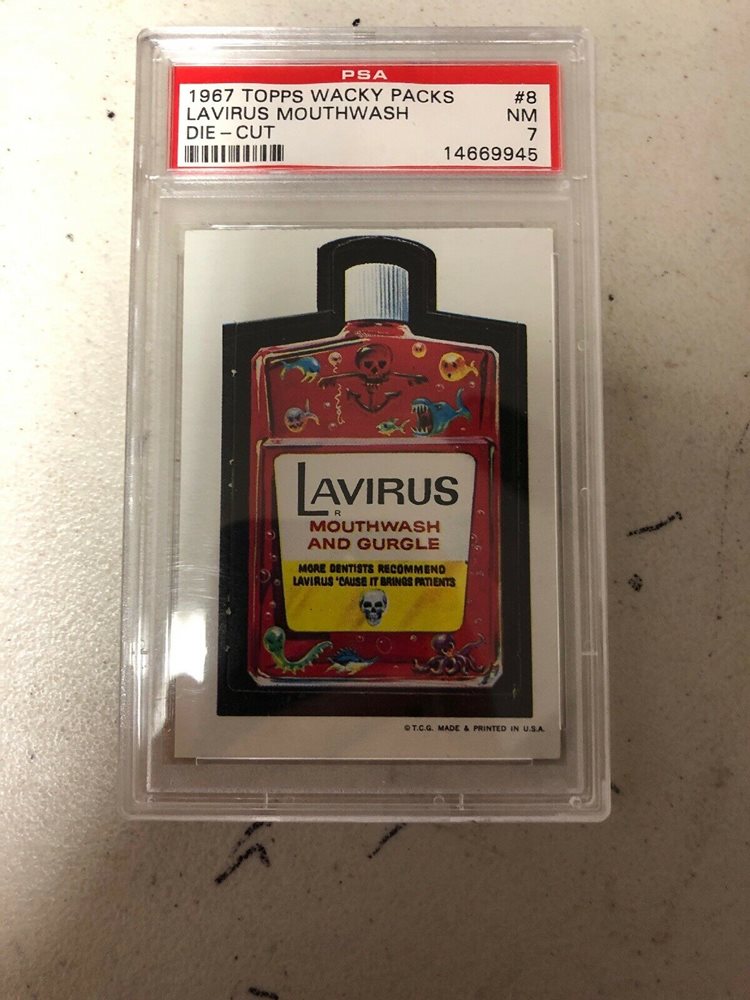 PSA
1967 TOPPS WACKY PACKS #8
LAVIRUS MOUTHWASH NM
DIE-CUT 7
14669945
LAVIRUS
R
MOUTHWASH
AND GURGLE
MORE DENTISTS RECOMMEND
LAVIRUS 'CAUSE IT BRINGS PATIENTS
© T.C.G. MADE & PRINTED IN U.S.A.